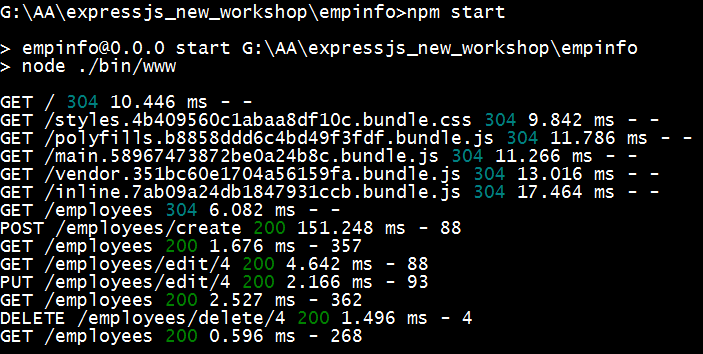 G:\AA\expressjs_new_workshop\empinfo>npm start
> empinfo@0.0.0 start G:\AA\expressjs_new_workshop\empinfo
> node ./bin/www
GET / 304 10.446 ms - -
GET /styles.4b409560c1abaa8df10c.bundle.css 304 9.842 ms - -
GET /polyfills.b8858ddd6c4bd49f3fdf.bundle.js 304 11.786 ms - -
GET /main.58967473872be0a24b8c.bundle.js 304 11.266 ms - -
GET /vendor.351bc60e1704a56159fa.bundle.js 304 13.016 ms - -
GET /inline.7ab09a24db1847931ccb.bundle.js 304 17.464 ms - -
GET /employees 304 6.082 ms - -
POST /employees/create 200 151.248 ms - 88
GET /employees 200 1.676 ms - 357
GET /employees/edit/4 200 4.642 ms - 88
PUT /employees/edit/4 200 2.166 ms - 93
GET /employees 200 2.527 ms - 362
DELETE /employees/delete/4 200 1.496 ms - 4
GET /employees 200 0.596 ms - 268